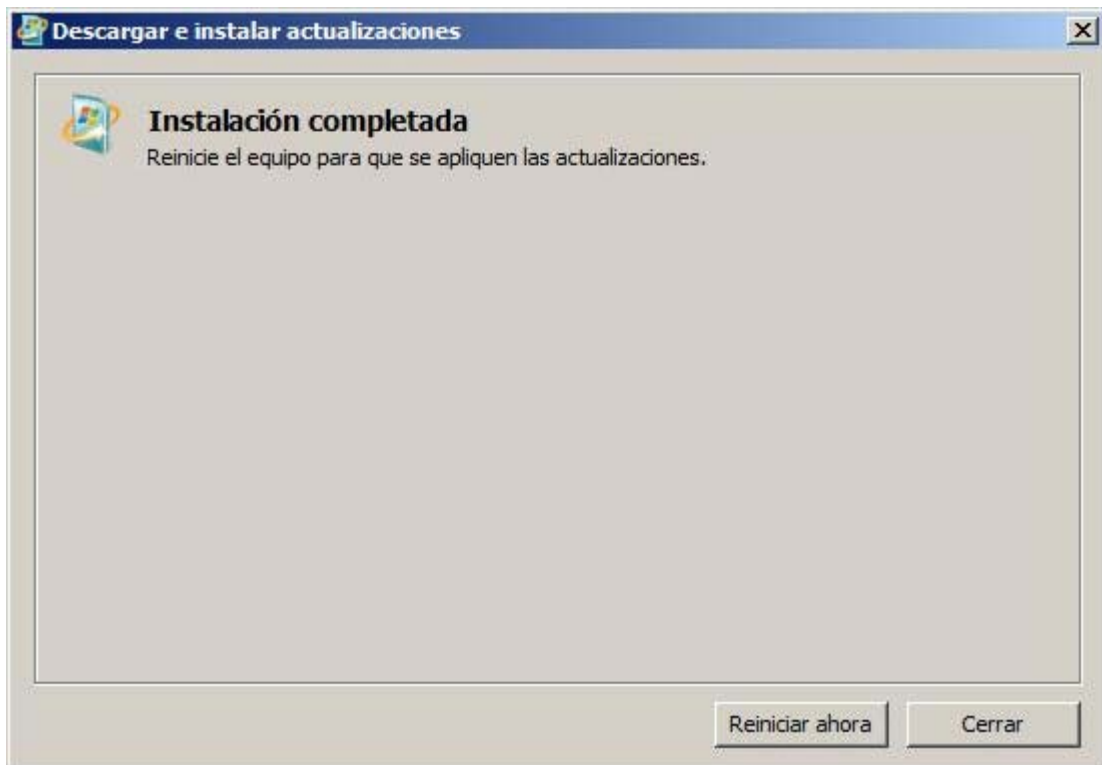 Descargar e instalar actualizaciones
Instalación completada
Reinicie el equipo para que se apliquen las actualizaciones.
Reiniciar ahora
Cerrar